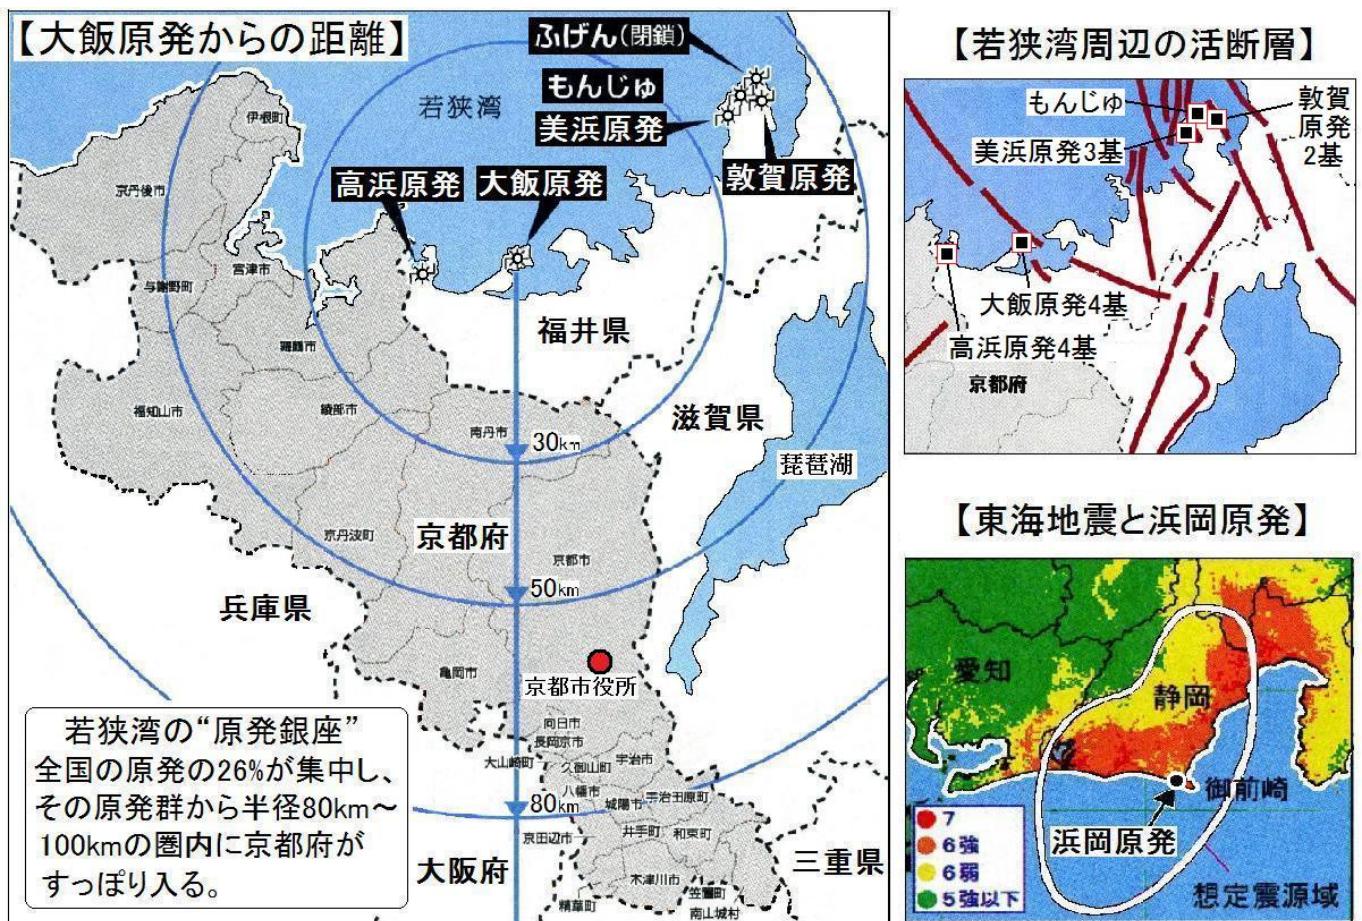 【大飯原発からの距離】
ふげん(閉鎖)
もんじゅ
美浜原発
敦賀原発
若狭湾
高浜原発
大飯原発
伊根町
京丹後市
宮津市
与謝野町
舞鶴市
福知山市
綾部市
南丹市
京丹波町
京都市
亀岡市
福井県
滋賀県
琵琶湖
京都府
兵庫県
30km
50km
京都市役所
向日市
長岡京市
大山崎町
久御山町
宇治市
八幡市
城陽市
宇治田原町
80km
京田辺市
井手町
和束町
木津川市
笠置町
精華町
南山城村
大阪府
三重県
若狭湾の“原発銀座”
全国の原発の26%が集中し、
その原発群から半径80km~
100kmの圏内に京都府が
すっぽり入る。
【若狭湾周辺の活断層】
もんじゅ
敦賀
原発
2基
美浜原発3基
大飯原発4基
高浜原発4基
京都府
【東海地震と浜岡原発】
愛知
静岡
御前崎
浜岡原発
想定震源域
7
6強
6弱
5強以下